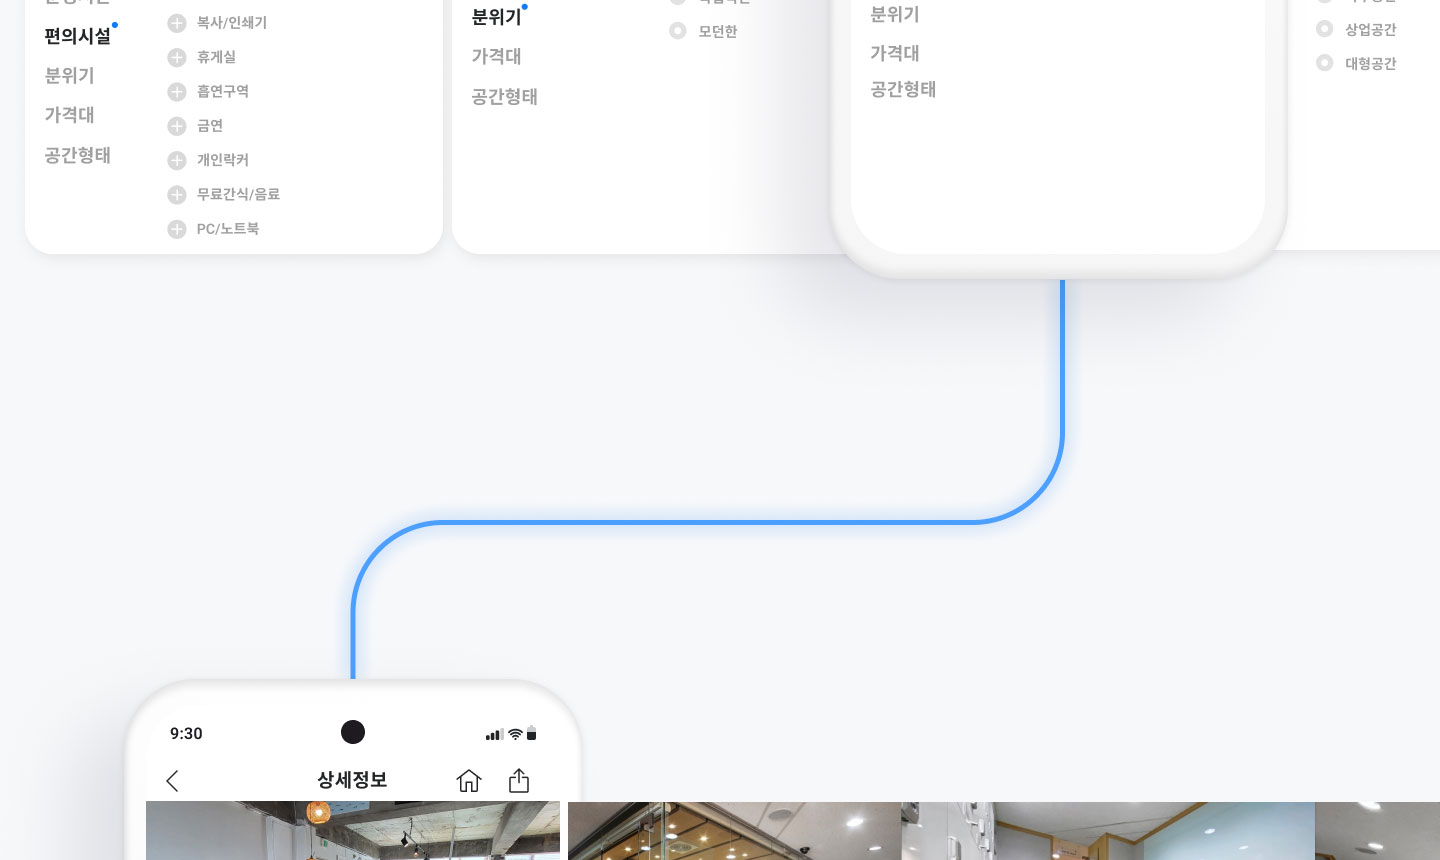 편의시설
분위기
가격대
공간형태
복사/인쇄기
휴게실
흡연구역
금연
개인락커
무료간식/음료
PC/노트북
분위기
가격대
공간형태
모던한
분위기
가격대
공간형태
상업공간
대형공간
9:30
상세정보